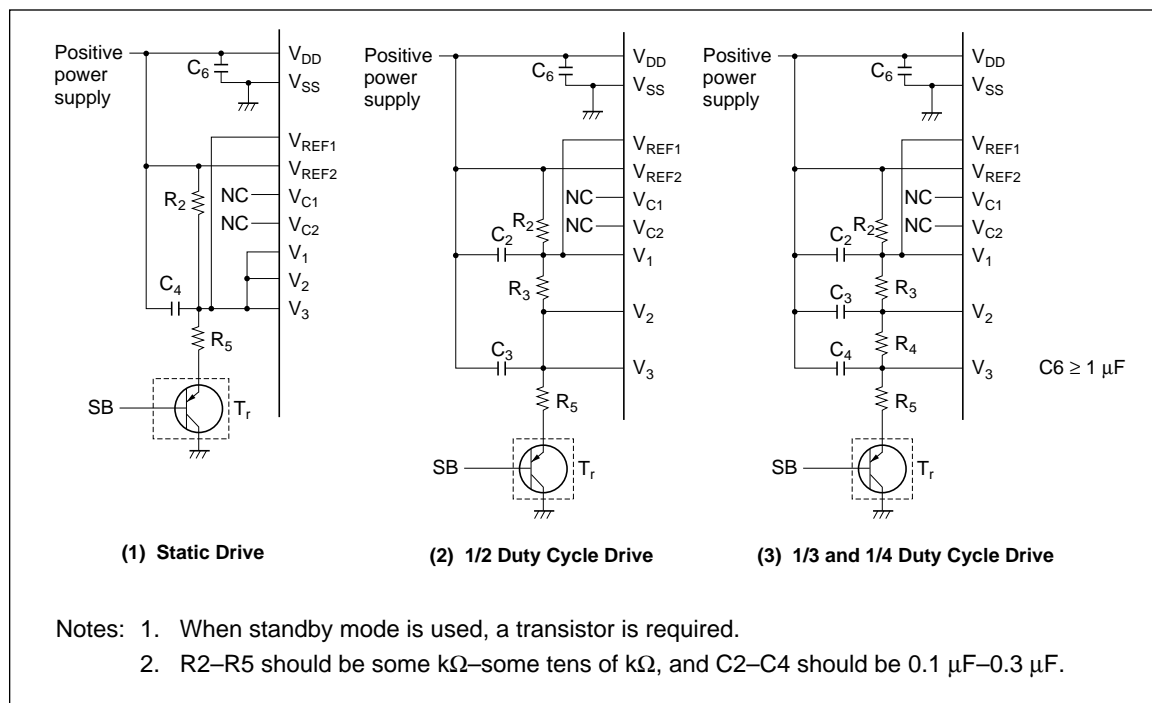 Positive
power
supply
C6
VDD
VSS
VREF1
VREF2
R2
NC
VC1
NC
VC2
V1
V2
C4
V3
R5
SB
Tr
(1) Static Drive
Positive
power
supply
C6
VDD
VSS
VREF1
VREF2
NC
VC1
R2
NC
VC2
C2
V1
R3
V2
C3
V3
R5
SB
Tr
(2) 1/2 Duty Cycle Drive
Positive
power
supply
C6
VDD
VSS
VREF1
VREF2
NC
VC1
R2
NC
VC2
C2
V1
R3
C3
V2
R4
C4
V3
R5
SB
Tr
(3) 1/3 and 1/4 Duty Cycle Drive
C6 ≥ 1 μF
Notes: 1. When standby mode is used, a transistor is required.
2. R2–R5 should be some kΩ–some tens of kΩ, and C2–C4 should be 0.1 μF–0.3 μF.